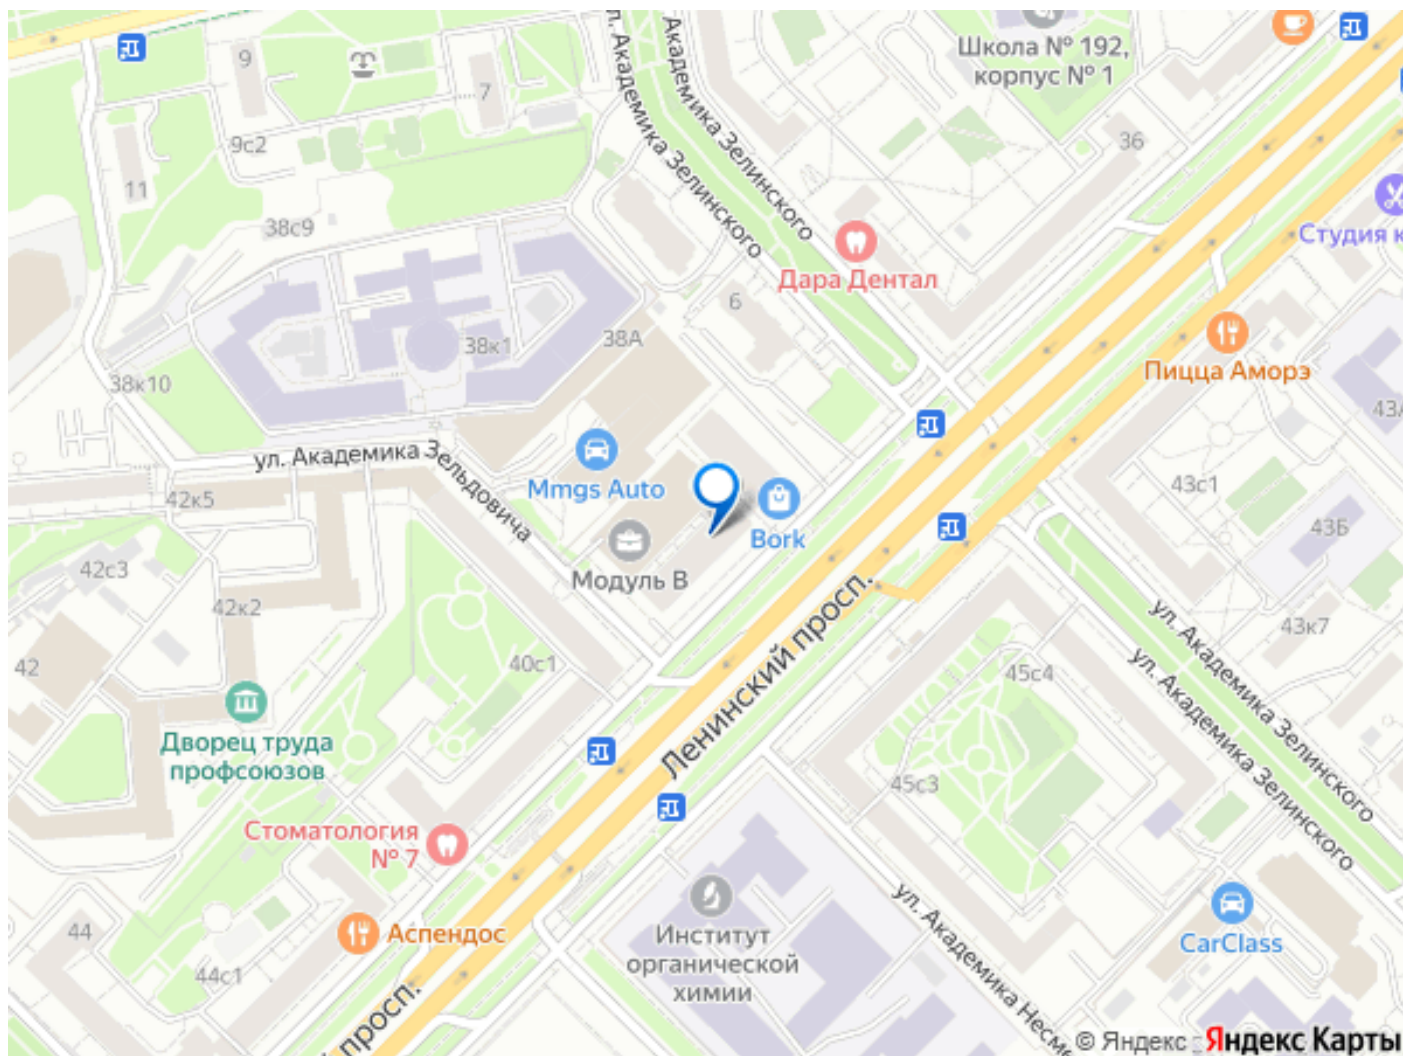 9
7
9с2
11
38с9
ул. Академика Зелинского
Академика Зелинского
Школа № 192,
корпус № 1
36
Студия к
Дара Дентал
6
38А
38к1
38к10
Пицца Аморэ
43А
ул. Академика Зельдовича
Mmgs Auto
Bork
Модуль В
42к5
42с3
42к2
42
40с1
43с1
43Б
43к7
Ленинский просп.
45с4
45с3
ул. Академика Зелинского
ул. Академика Зелинского
Дворец труда
профсоюзов
Стоматология
№ 7
Аспендос
44
44с1
й просп.
Институт
органической
химии
ул. Академика Несме
CarClass
© Яндекс Яндекс Карты